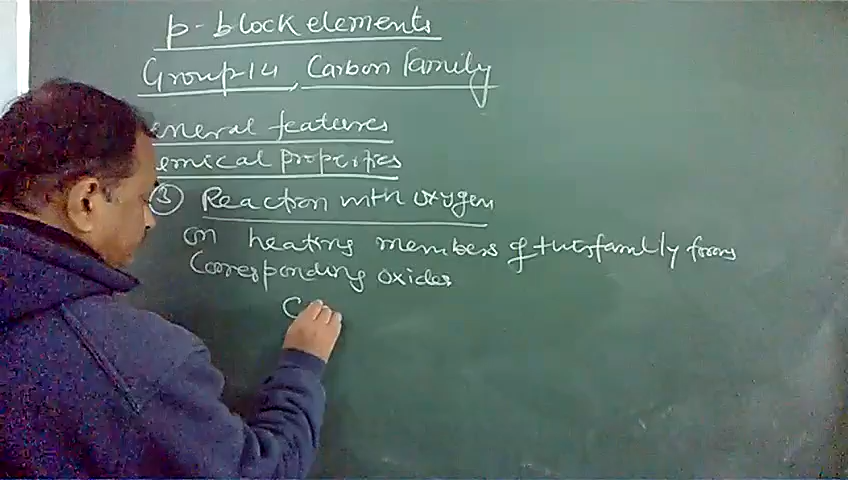 p-block elements
Group-14, Carbon Family
eneral features
emical properties
③ Reaction with oxygen
on heating members of this family forms
Corresponding oxides
C